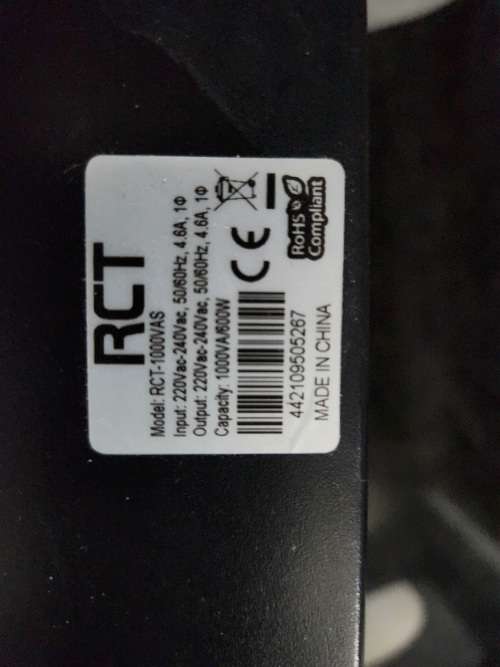 RCT
Model: RCT-1000VAS
Input: 220Vac-240Vac, 50/60Hz, 4.6A, 1Φ
Output: 220Vac-240Vac, 50/60Hz, 4.6A, 1Φ
Capacity: 1000VA/600W
CE
RoHS
Compliant
442109505267
MADE IN CHINA